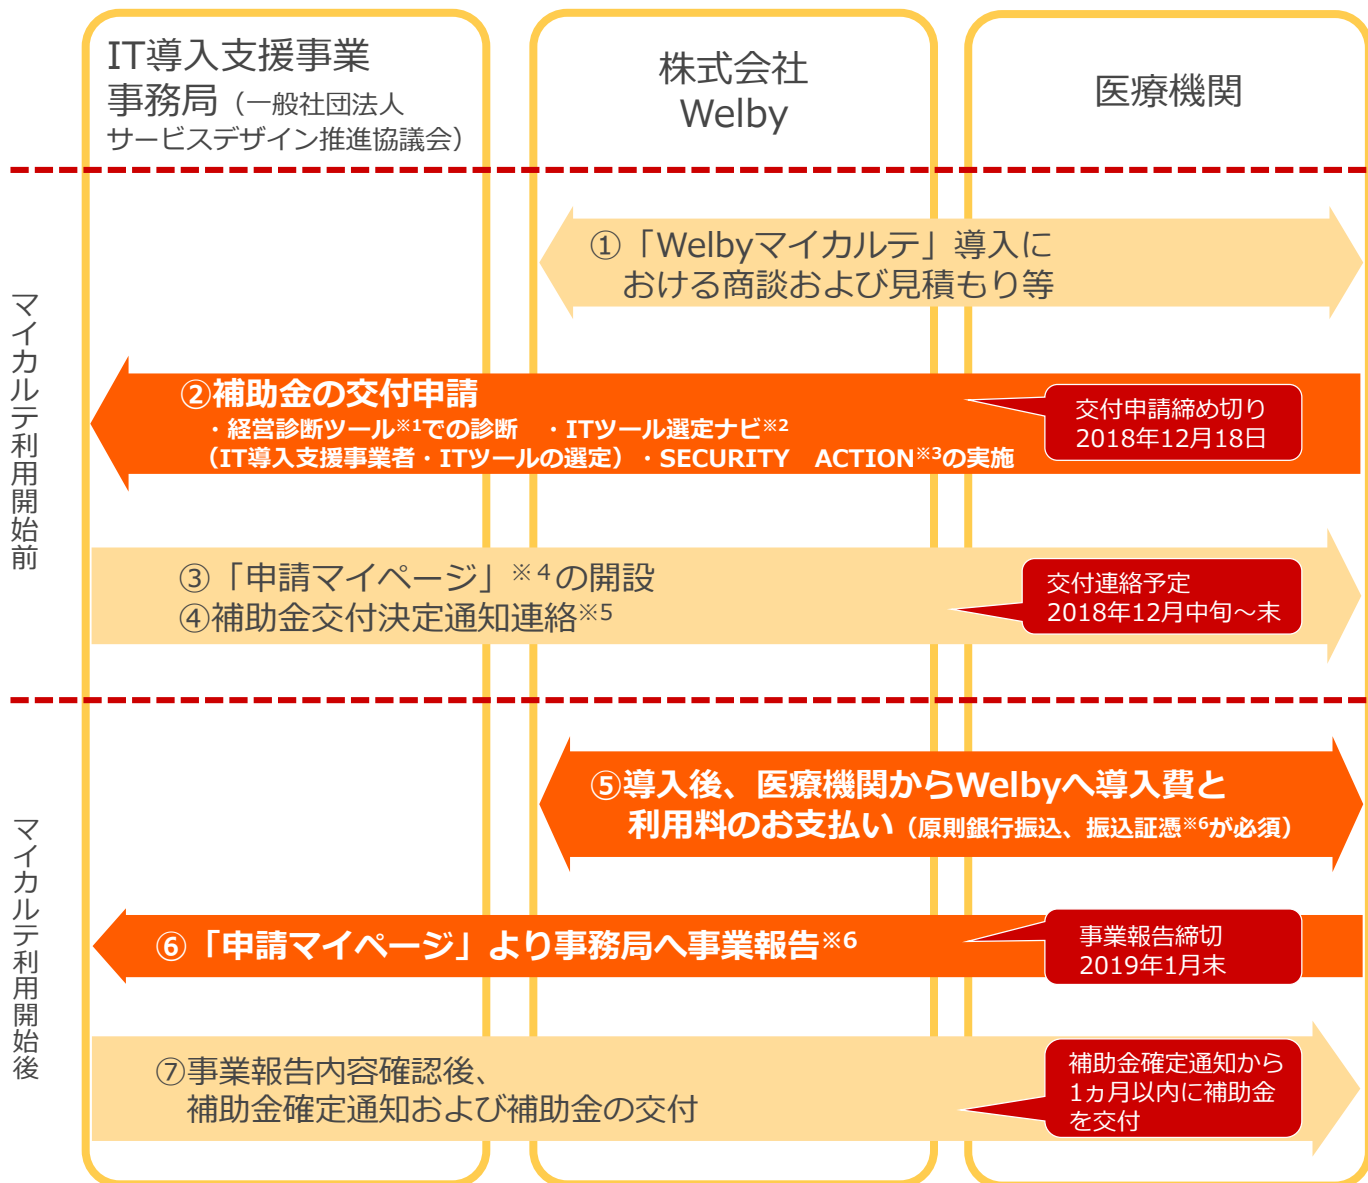 IT導入支援事業
事務局（一般社団法人
サービスデザイン推進協議会）
株式会社
Welby
医療機関
マイカルテ利用開始前
①「Welbyマイカルテ」導入に
おける商談および見積もり等
②補助金の交付申請
・経営診断ツール※1での診断　・ITツール選定ナビ※2
（IT導入支援事業者・ITツールの選定）・SECURITY　ACTION※3の実施
交付申請締め切り
2018年12月18日
③「申請マイページ」※４の開設
④補助金交付決定通知連絡※5
交付連絡予定
2018年12月中旬～末
マイカルテ利用開始後
⑤導入後、医療機関からWelbyへ導入費と
利用料のお支払い（原則銀行振込、振込証憑※6が必須）
⑥「申請マイページ」より事務局へ事業報告※6
事業報告締切
2019年1月末
⑦事業報告内容確認後、
補助金確定通知および補助金の交付
補助金確定通知から
1ヵ月以内に補助金
を交付